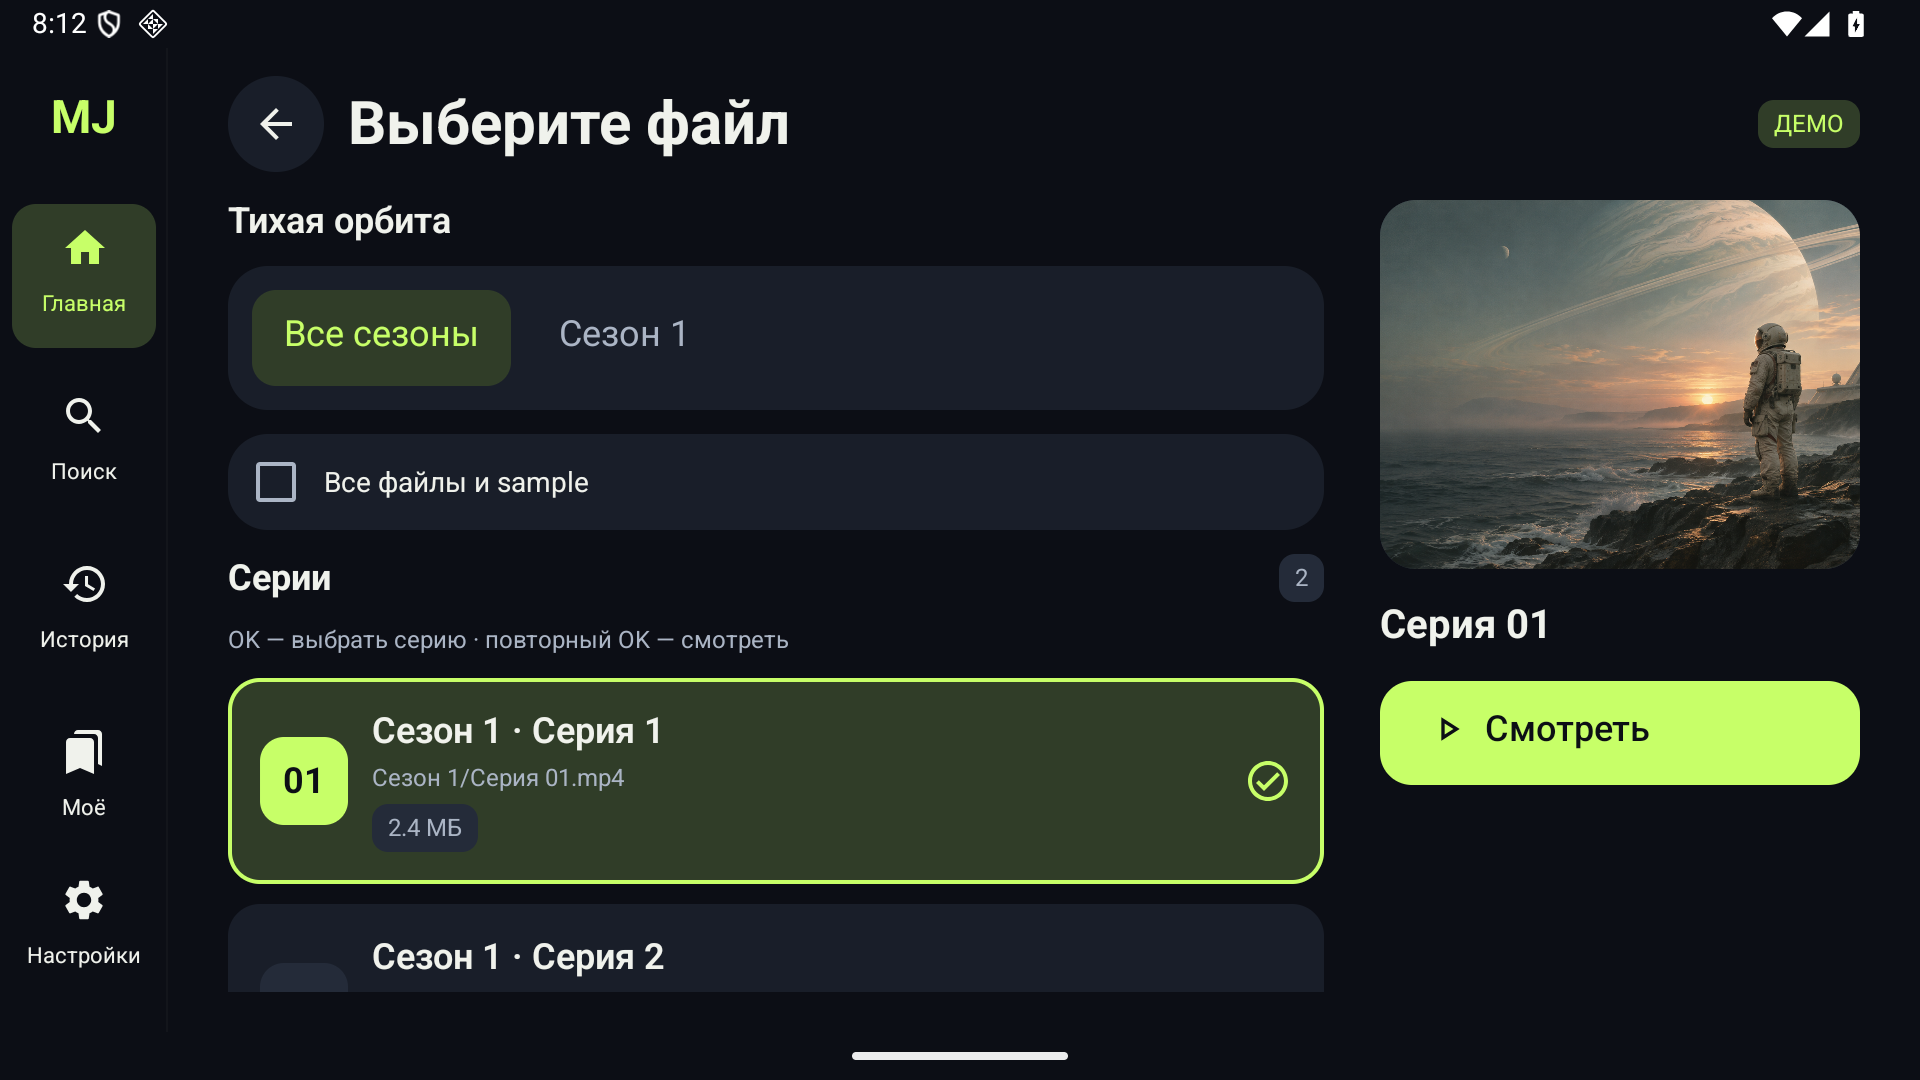 8:12
MJ
Главная
Поиск
История
Моё
Настройки
Выберите файл
ДЕМО
Тихая орбита
Все сезоны
Сезон 1
Все файлы и sample
Серии
2
OK — выбрать серию · повторный OK — смотреть
01
Сезон 1 · Серия 1
Сезон 1/Серия 01.mp4
2.4 МБ
Сезон 1 · Серия 2
Серия 01
Смотреть